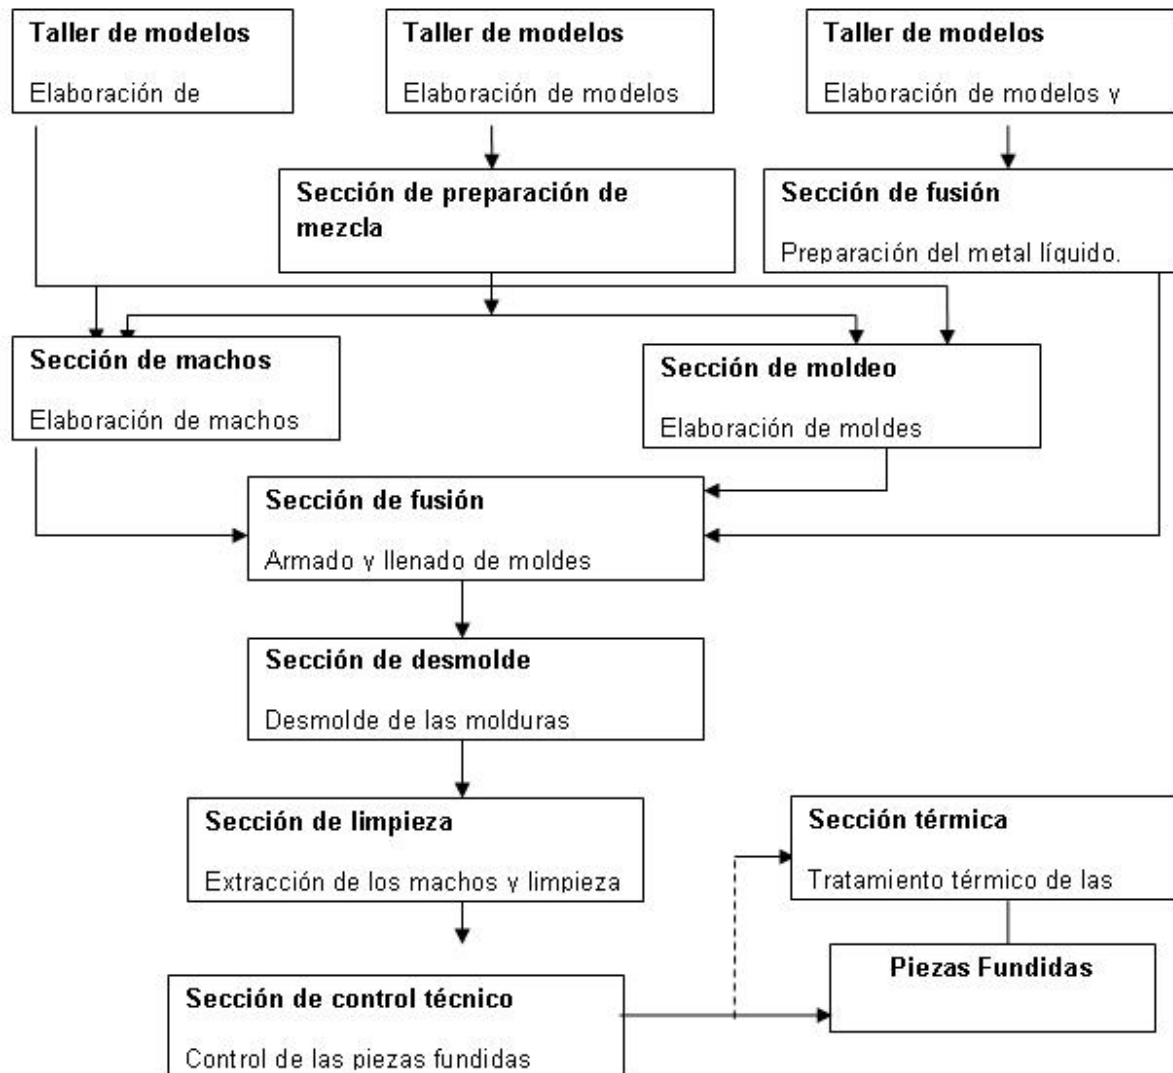 Taller de modelos
Elaboración de
Taller de modelos
Elaboración de modelos
Taller de modelos
Elaboración de modelos y
Sección de preparación de
mezcla
Sección de fusión
Preparación del metal líquido.
Sección de machos
Elaboración de machos
Sección de moldeo
Elaboración de moldes
Sección de fusión
Armado y llenado de moldes
Sección de desmolde
Desmolde de las molduras
Sección de limpieza
Extracción de los machos y limpieza
Sección térmica
Tratamiento térmico de las
Piezas Fundidas
Sección de control técnico
Control de las piezas fundidas